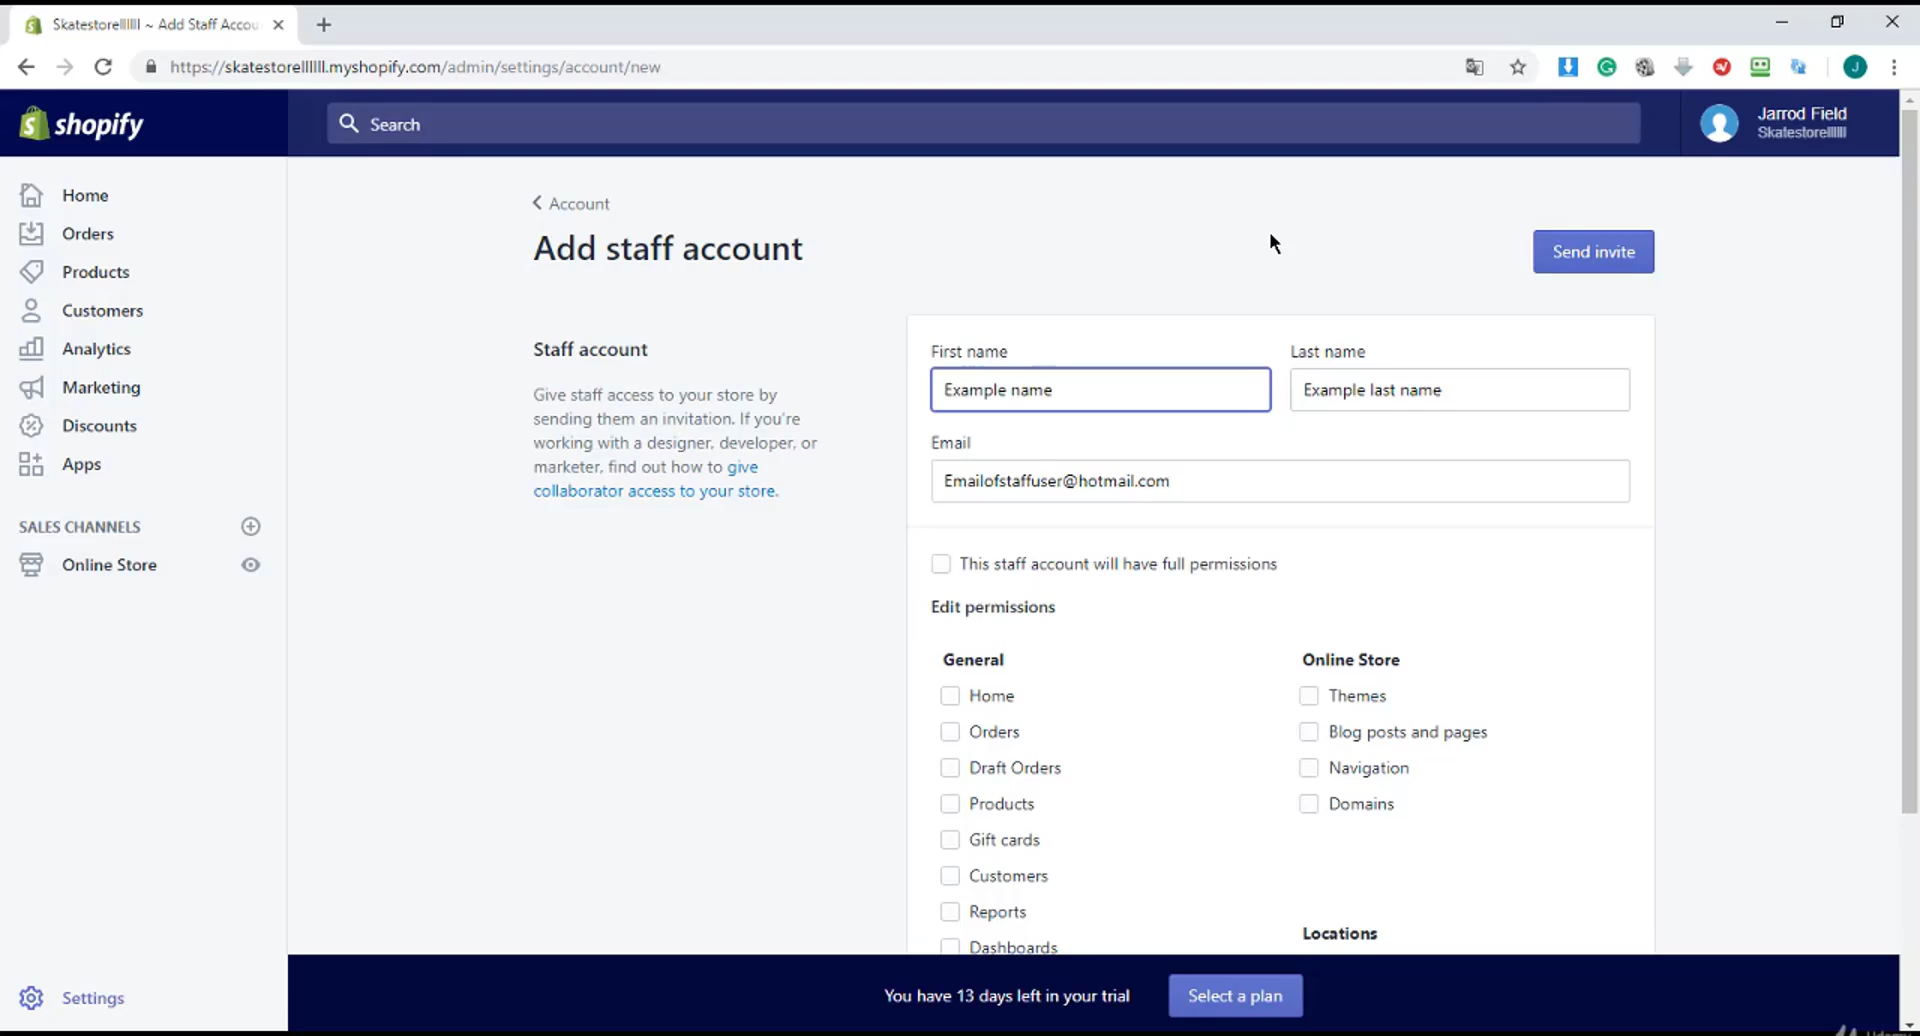 Skatestorellllll ~ Add Staff Accou
https://skatestorellllll.myshopify.com/admin/settings/account/new
J
shopify
Search
Jarrod Field
Skatestorellllll
Home
Orders
Products
Customers
Analytics
Marketing
Discounts
Apps
SALES CHANNELS
Online Store
Settings
Account
Add staff account
Send invite
Staff account
Give staff access to your store by
sending them an invitation. If you're
working with a designer, developer, or
marketer, find out how to give
collaborator access to your store.
First name
Last name
Example name
Example last name
Email
Emailofstaffuser@hotmail.com
This staff account will have full permissions
Edit permissions
General
Home
Orders
Draft Orders
Products
Gift cards
Customers
Reports
Dashboards
Online Store
Themes
Blog posts and pages
Navigation
Domains
Locations
You have 13 days left in your trial
Select a plan